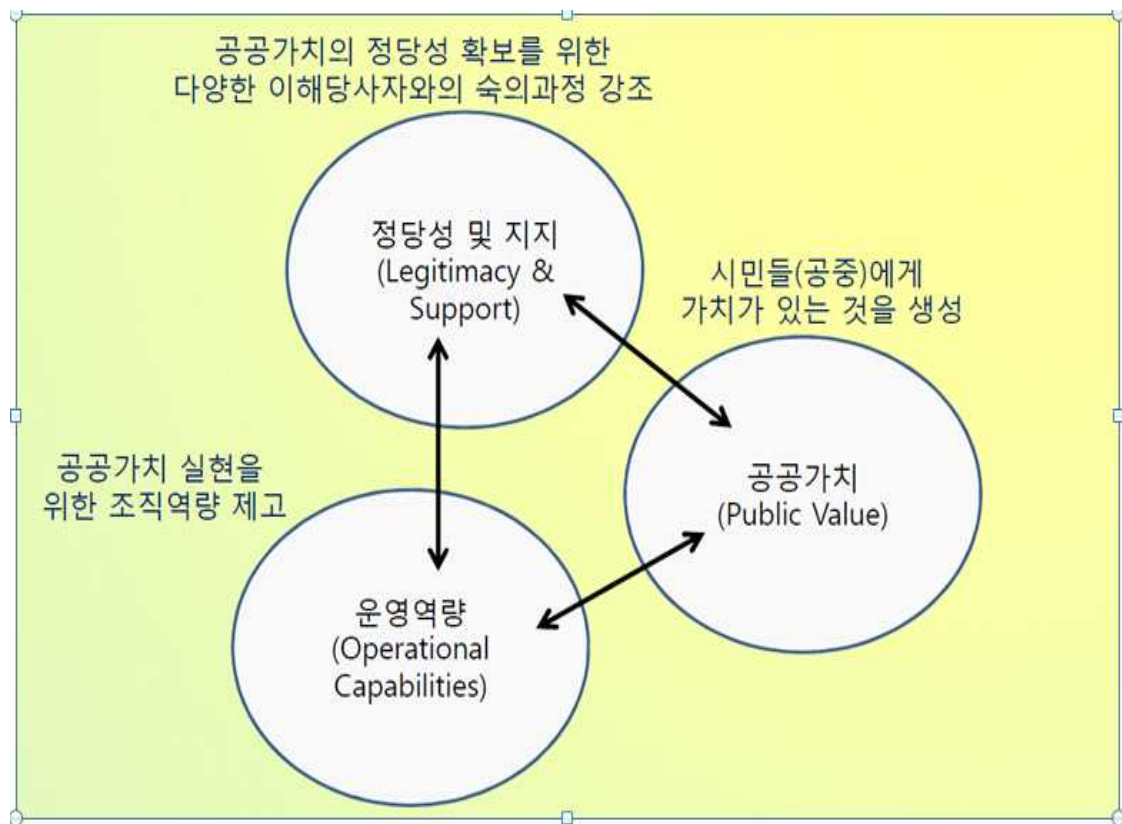 공공가치의 정당성 확보를 위한
다양한 이해당사자와의 숙의과정 강조
정당성 및 지지
(Legitimacy &
Support)
시민들(공중)에게
가치가 있는 것을 생성
공공가치
(Public Value)
공공가치 실현을
위한 조직역량 제고
운영역량
(Operational
Capabilities)